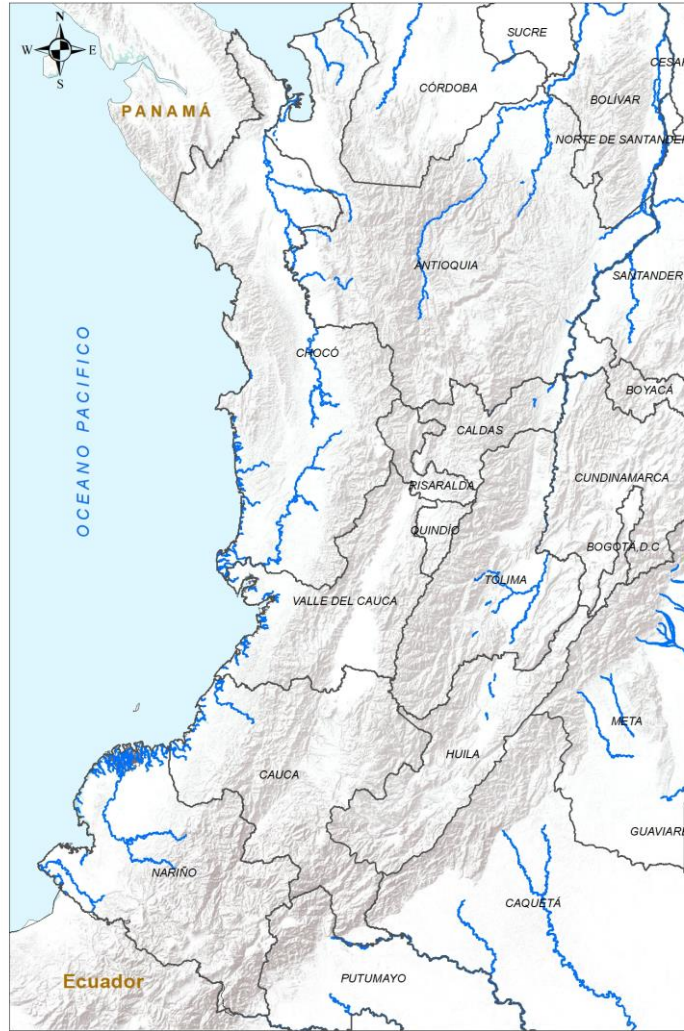 N
W E
S
SUCRE
CESAR
CÓRDOBA
BOLÍVAR
PANAMÁ
NORTE DE SANTANDER
ANTIOQUIA
SANTANDER
OCEANO PACIFICO
CHOCÓ
BOYACÁ
CALDAS
CUNDINAMARCA
RISARALDA
QUINDÍO
BOGOTÁ, D.C
TOLIMA
VALLE DEL CAUCA
META
HUILA
CAUCA
GUAVIARE
NARIÑO
CAQUETÁ
Ecuador
PUTUMAYO